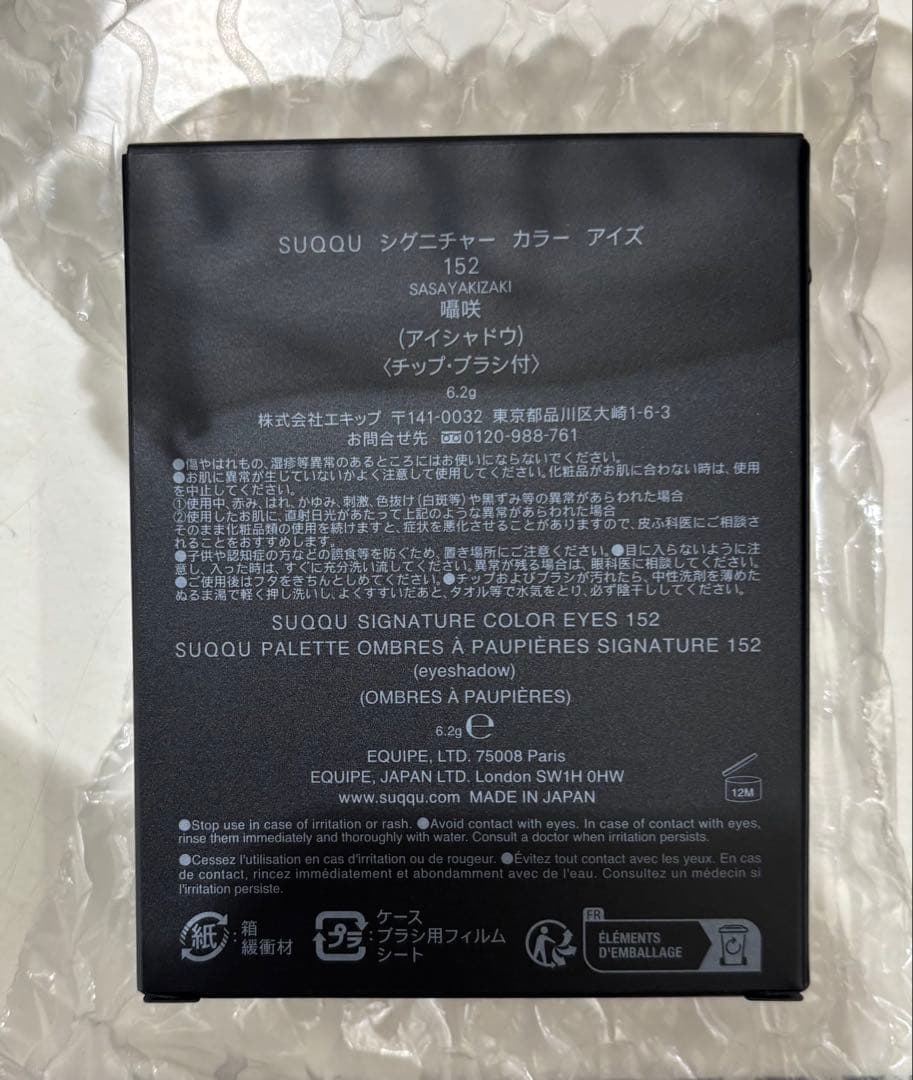 SUQQU シグニチャー カラー アイズ
152
SASAYAKIZAKI
囁咲
(アイシャドウ)
〈チップ・ブラシ付〉
6.2g
株式会社エキップ 〒141-0032 東京都品川区大崎1-6-3
お問合せ先 0120-988-761
●傷やはれもの、湿疹等異常のあるところにはお使いにならないでください。
●お肌に異常が生じていないかよく注意して使用してください。化粧品がお肌に合わない時は、使用
を中止してください。
①使用中、赤み、はれ、かゆみ、刺激、色抜け(白斑等)や黒ずみ等の異常があらわれた場合
②使用したお肌に、直射日光があたって上記のような異常があらわれた場合
そのまま化粧品類の使用を続けますと、症状を悪化させることがありますので、皮ふ科医にご相談さ
れることをおすすめします。
●子供や認知症の方などの誤食等を防ぐため、置き場所にご注意ください。●目に入らないように注
意し、入った時は、すぐに充分洗い流してください。異常が残る場合は、眼科医に相談してください。
●ご使用後はフタをきちんとしめてください。●チップおよびブラシが汚れたら、中性洗剤を薄めた
ぬるま湯で軽く押し洗いし、よくすすいだあと、タオル等で水気をとり、必ず陰干ししてください。
SUQQU SIGNATURE COLOR EYES 152
SUQQU PALETTE OMBRES À PAUPIÈRES SIGNATURE 152
(eyeshadow)
(OMBRES À PAUPIÈRES)
6.2g ℮
EQUIPE, LTD. 75008 Paris
EQUIPE, JAPAN LTD. London SW1H 0HW
www.suqqu.com MADE IN JAPAN
12M
●Stop use in case of irritation or rash. ●Avoid contact with eyes. In case of contact with eyes,
rinse them immediately and thoroughly with water. Consult a doctor when irritation persists.
●Cessez l'utilisation en cas d'irritation ou de rougeur. ●Évitez tout contact avec les yeux. En cas
de contact, rincez immédiatement et abondamment avec de l'eau. Consultez un médecin si
l'irritation persiste.
紙:箱
緩衝材
プラ:ケース
ブラシ用フィルム
シート
FR
ÉLÉMENTS
D'EMBALLAGE